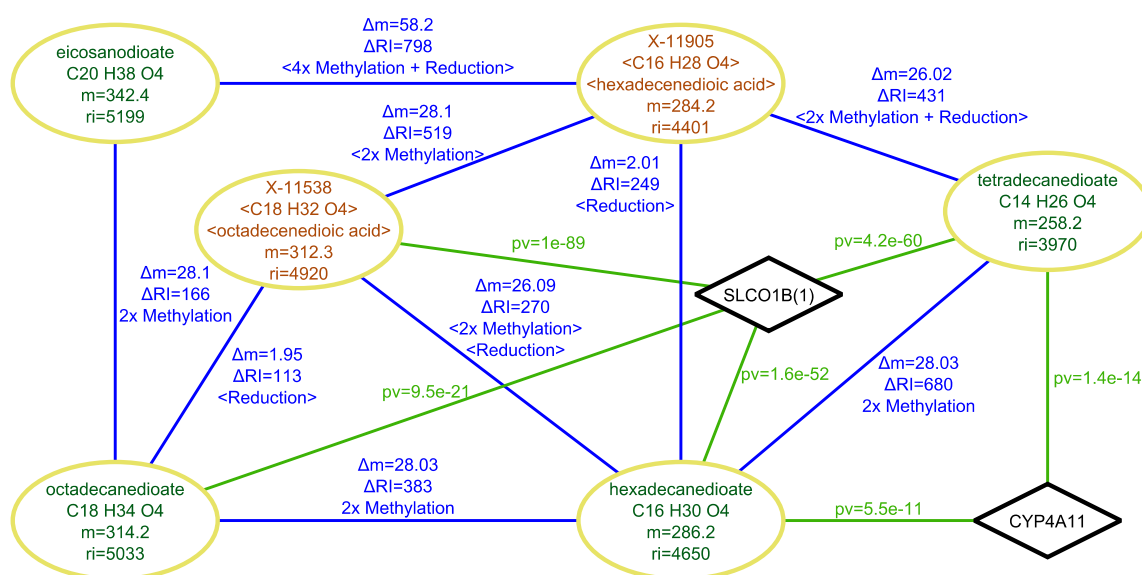 eicosanodioate
C20 H38 O4
m=342.4
ri=5199
Δm=58.2
ΔRI=798
<4x Methylation + Reduction>
X-11905
<C16 H28 O4>
<hexadecenedioic acid>
m=284.2
ri=4401
Δm=26.02
ΔRI=431
<2x Methylation + Reduction>
Δm=28.1
ΔRI=519
<2x Methylation>
Δm=2.01
ΔRI=249
<Reduction>
tetradecanedioate
C14 H26 O4
m=258.2
ri=3970
X-11538
<C18 H32 O4>
<octadecenedioic acid>
m=312.3
ri=4920
pv=1e-89
pv=4.2e-60
SLCO1B(1)
Δm=28.1
ΔRI=166
2x Methylation
Δm=26.09
ΔRI=270
<2x Methylation>
<Reduction>
Δm=1.95
ΔRI=113
<Reduction>
pv=9.5e-21
pv=1.6e-52
Δm=28.03
ΔRI=680
2x Methylation
pv=1.4e-14
octadecanedioate
C18 H34 O4
m=314.2
ri=5033
Δm=28.03
ΔRI=383
2x Methylation
hexadecanedioate
C16 H30 O4
m=286.2
ri=4650
pv=5.5e-11
CYP4A11